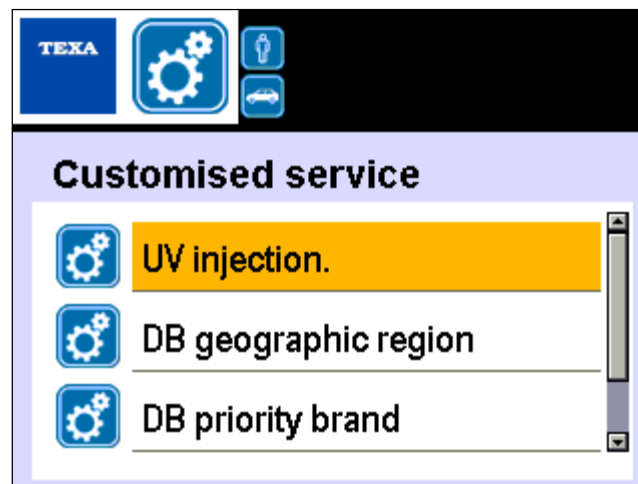 TEXA
Customised service
UV injection.
DB geographic region
DB priority brand